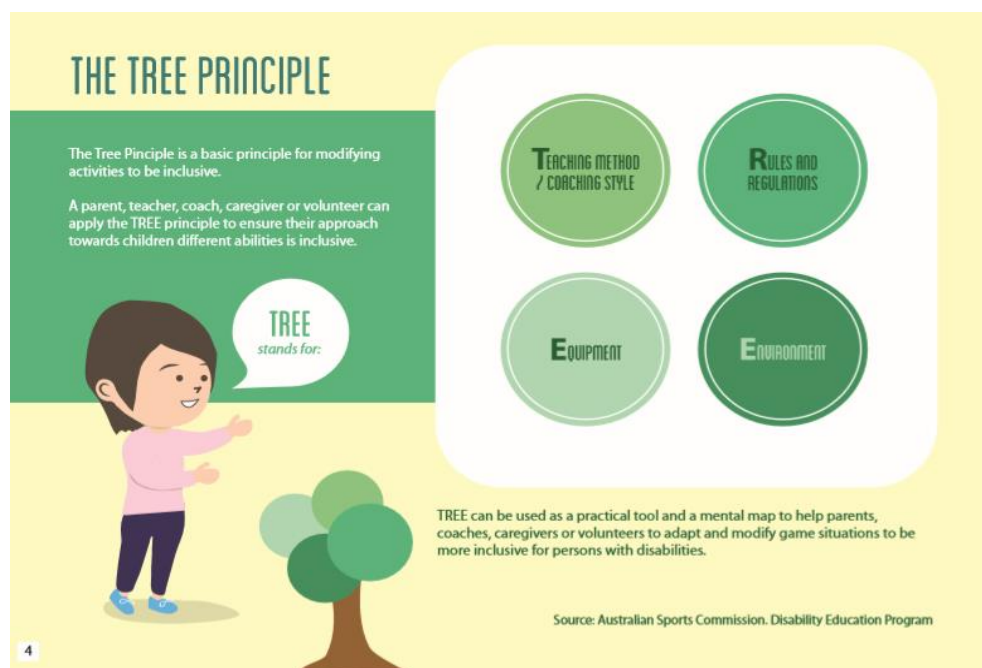 THE TREE PRINCIPLE
The Tree Pinciple is a basic principle for modifying
activities to be inclusive.
A parent, teacher, coach, caregiver or volunteer can
apply the TREE principle to ensure their approach
towards children different abilities is inclusive.
TREE
stands for:
TEACHING METHOD
/ COACHING STYLE
RULES AND
REGULATIONS
EQUIPMENT
ENVIRONMENT
TREE can be used as a practical tool and a mental map to help parents,
coaches, caregivers or volunteers to adapt and modify game situations to be
more inclusive for persons with disabilities.
Source: Australian Sports Commission. Disability Education Program
4